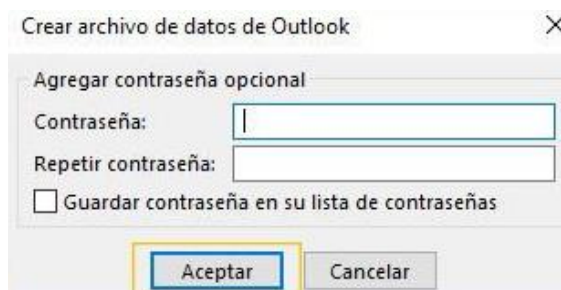 Crear archivo de datos de Outlook
Agregar contraseña opcional
Contraseña:
Repetir contraseña:
Guardar contraseña en su lista de contraseñas
Aceptar Cancelar